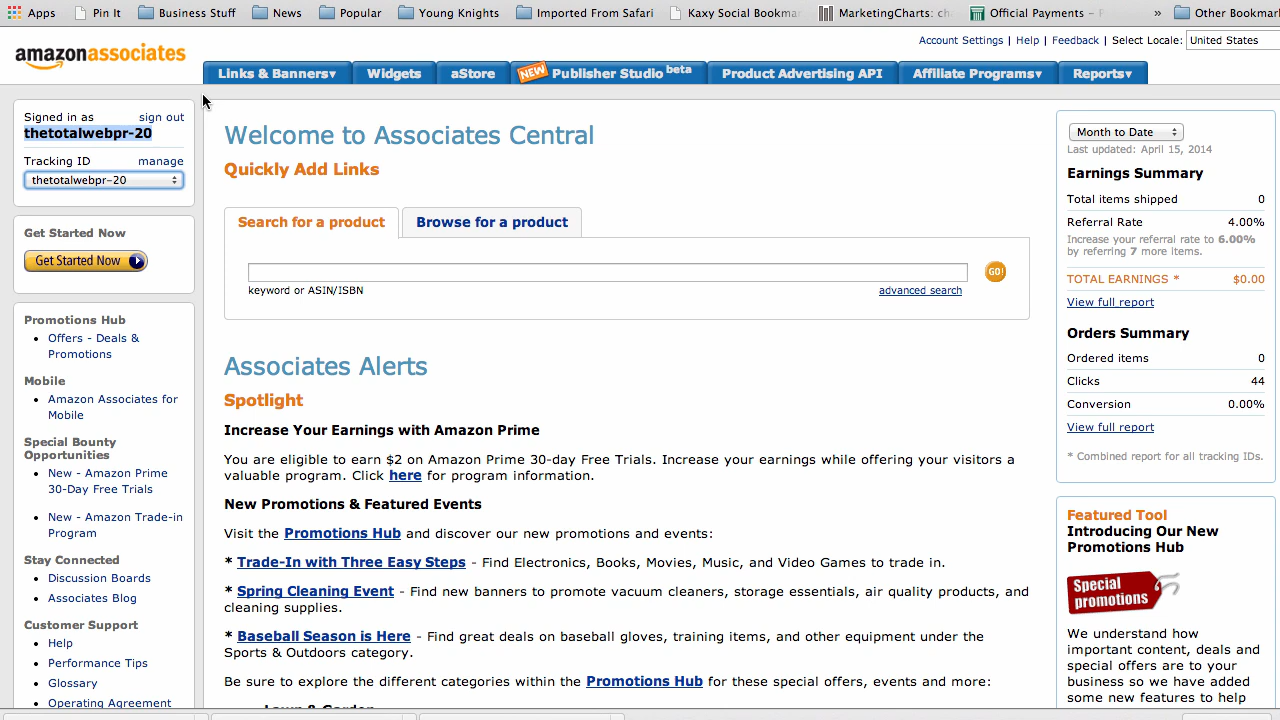 Apps Pin It Business Stuff News Popular Young Knights Imported From Safari Kaxy Social Bookma MarketingCharts: Official Payments » Other Bookmar
amazonassociates
Account Settings | Help | Feedback | Select Locale: United States
Links & Banners▾ Widgets aStore NEW Publisher Studio beta Product Advertising API Affiliate Programs▾ Reports▾
Signed in as sign out
thetotalwebpr-20
Tracking ID manage
thetotalwebpr-20
Get Started Now
Get Started Now
Promotions Hub
• Offers - Deals &
Promotions
Mobile
• Amazon Associates for
Mobile
Special Bounty
Opportunities
• New - Amazon Prime
30-Day Free Trials
• New - Amazon Trade-in
Program
Stay Connected
• Discussion Boards
• Associates Blog
Customer Support
• Help
• Performance Tips
• Glossary
• Operating Agreement
Welcome to Associates Central
Quickly Add Links
Search for a product Browse for a product
GO!
keyword or ASIN/ISBN advanced search
Associates Alerts
Spotlight
Increase Your Earnings with Amazon Prime
You are eligible to earn $2 on Amazon Prime 30-day Free Trials. Increase your earnings while offering your visitors a
valuable program. Click here for program information.
New Promotions & Featured Events
Visit the Promotions Hub and discover our new promotions and events:
* Trade-In with Three Easy Steps - Find Electronics, Books, Movies, Music, and Video Games to trade in.
* Spring Cleaning Event - Find new banners to promote vacuum cleaners, storage essentials, air quality products, and
cleaning supplies.
* Baseball Season is Here - Find great deals on baseball gloves, training items, and other equipment under the
Sports & Outdoors category.
Be sure to explore the different categories within the Promotions Hub for these special offers, events and more:
Lawn & Garden
Month to Date
Last updated: April 15, 2014
Earnings Summary
Total items shipped 0
Referral Rate 4.00%
Increase your referral rate to 6.00%
by referring 7 more items.
TOTAL EARNINGS * $0.00
View full report
Orders Summary
Ordered items 0
Clicks 44
Conversion 0.00%
View full report
* Combined report for all tracking IDs.
Featured Tool
Introducing Our New
Promotions Hub
Special
promotions
We understand how
important content, deals and
special offers are to your
business so we have added
some new features to help